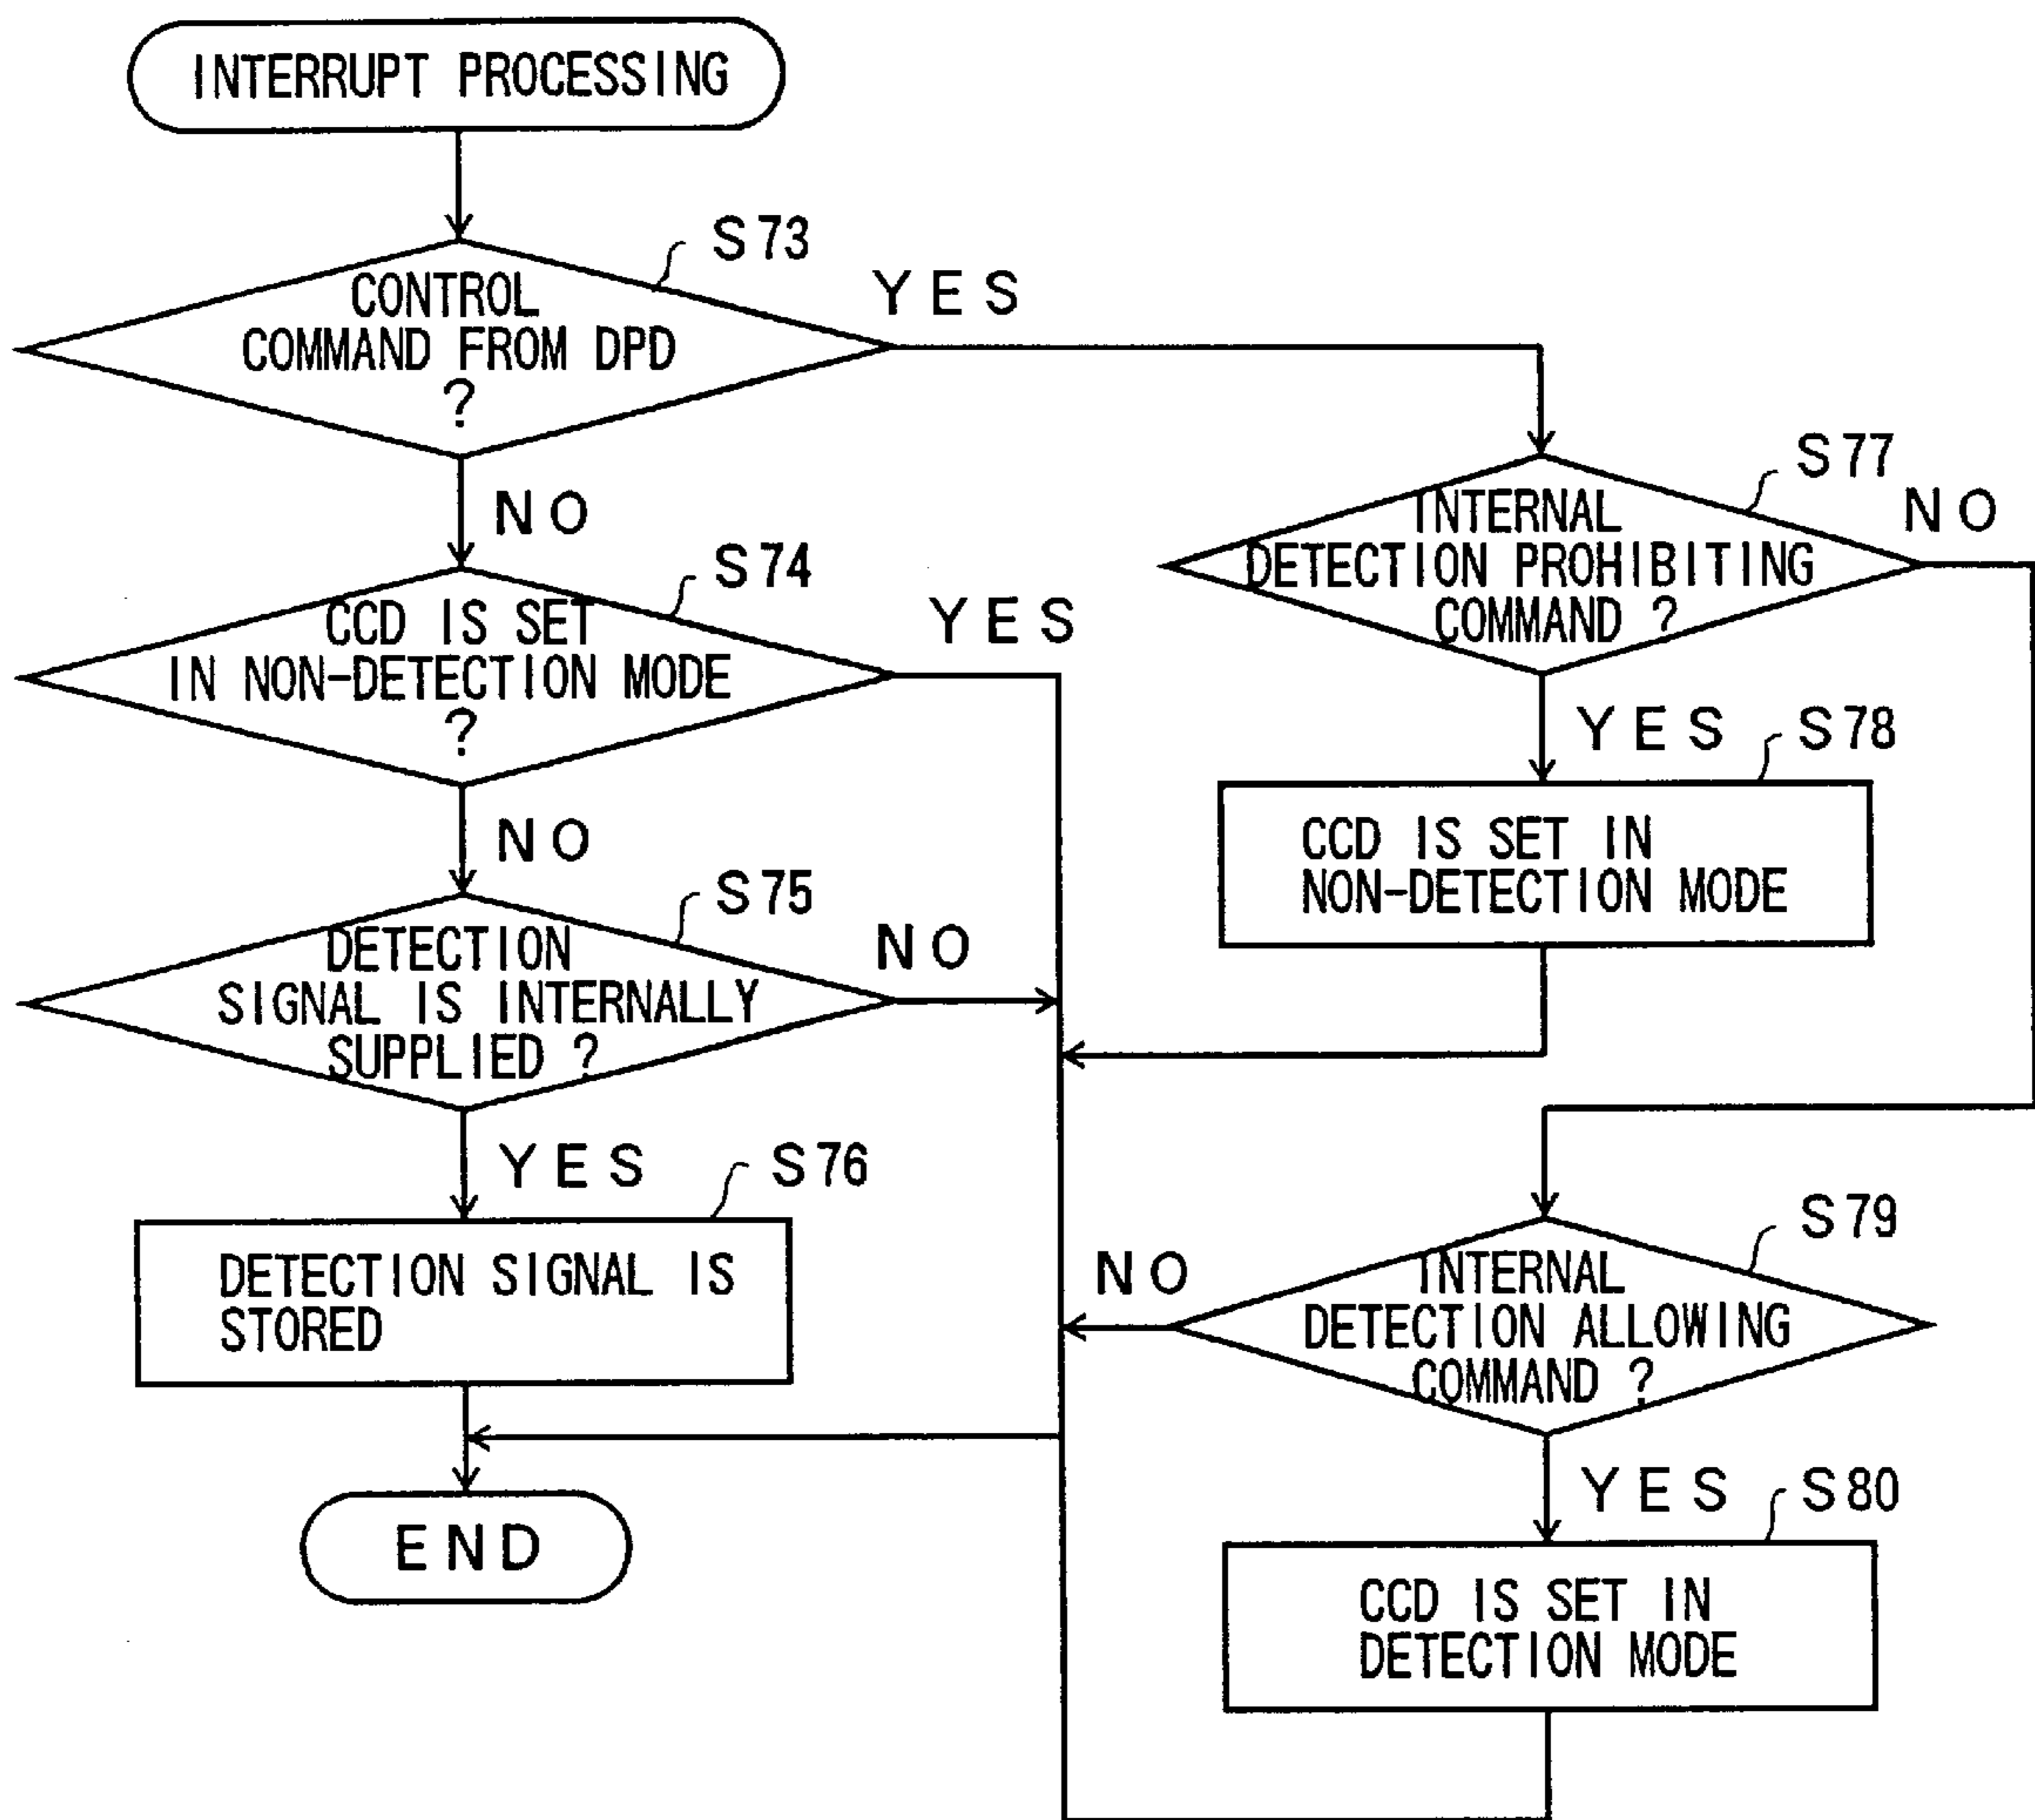 INTERRUPT PROCESSING
S73
CONTROL
COMMAND FROM DPD
?
YES
NO
S74
CCD IS SET
IN NON-DETECTION MODE
?
YES
NO
S75
DETECTION
SIGNAL IS INTERNALLY
SUPPLIED ?
NO
YES
S76
DETECTION SIGNAL IS
STORED
END
S77
INTERNAL
DETECTION PROHIBITING
COMMAND ?
NO
YES
S78
CCD IS SET IN
NON-DETECTION MODE
S79
INTERNAL
DETECTION ALLOWING
COMMAND ?
NO
YES
S80
CCD IS SET IN
DETECTION MODE